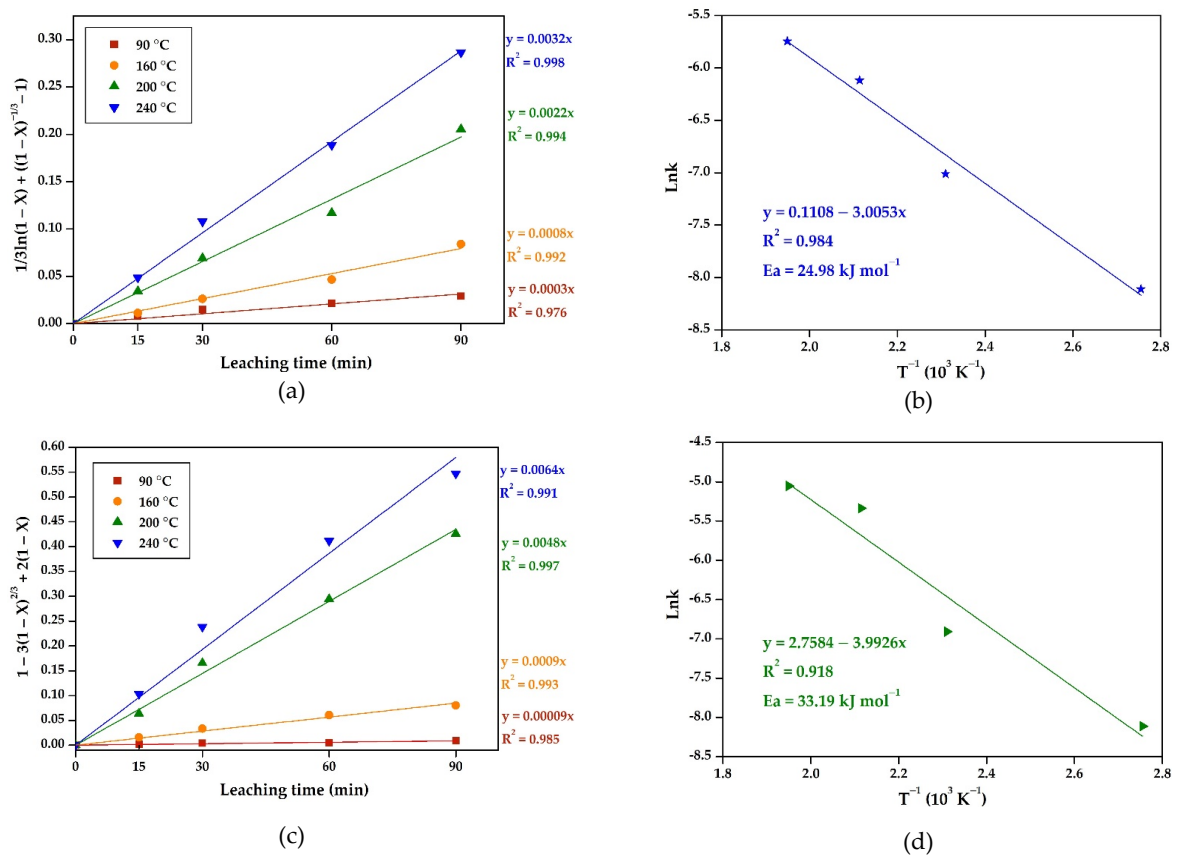 90 °C
160 °C
200 °C
240 °C
y = 0.0032x
R² = 0.998
y = 0.0022x
R² = 0.994
y = 0.0008x
R² = 0.992
y = 0.0003x
R² = 0.976
0.30
0.25
0.20
0.15
0.10
0.05
0.00
1/3ln(1 − X) + ((1 − X)⁻¹ᐟ³ − 1)
0 15 30 60 90
Leaching time (min)
(a)
-5.5
-6.0
-6.5
-7.0
-7.5
-8.0
-8.5
Lnk
y = 0.1108 − 3.0053x
R² = 0.984
Ea = 24.98 kJ mol⁻¹
1.8 2.0 2.2 2.4 2.6 2.8
T⁻¹ (10³ K⁻¹)
(b)
90 °C
160 °C
200 °C
240 °C
y = 0.0064x
R² = 0.991
y = 0.0048x
R² = 0.997
y = 0.0009x
R² = 0.993
y = 0.00009x
R² = 0.985
0.60
0.55
0.50
0.45
0.40
0.35
0.30
0.25
0.20
0.15
0.10
0.05
0.00
1 − 3(1 − X)²ᐟ³ + 2(1 − X)
0 15 30 60 90
Leaching time (min)
(c)
-5.0
-5.5
-6.0
-6.5
-7.0
-7.5
-8.0
-8.5
Lnk
y = 2.7584 − 3.9926x
R² = 0.918
Ea = 33.19 kJ mol⁻¹
1.8 2.0 2.2 2.4 2.6 2.8
T⁻¹ (10³ K⁻¹)
(d)